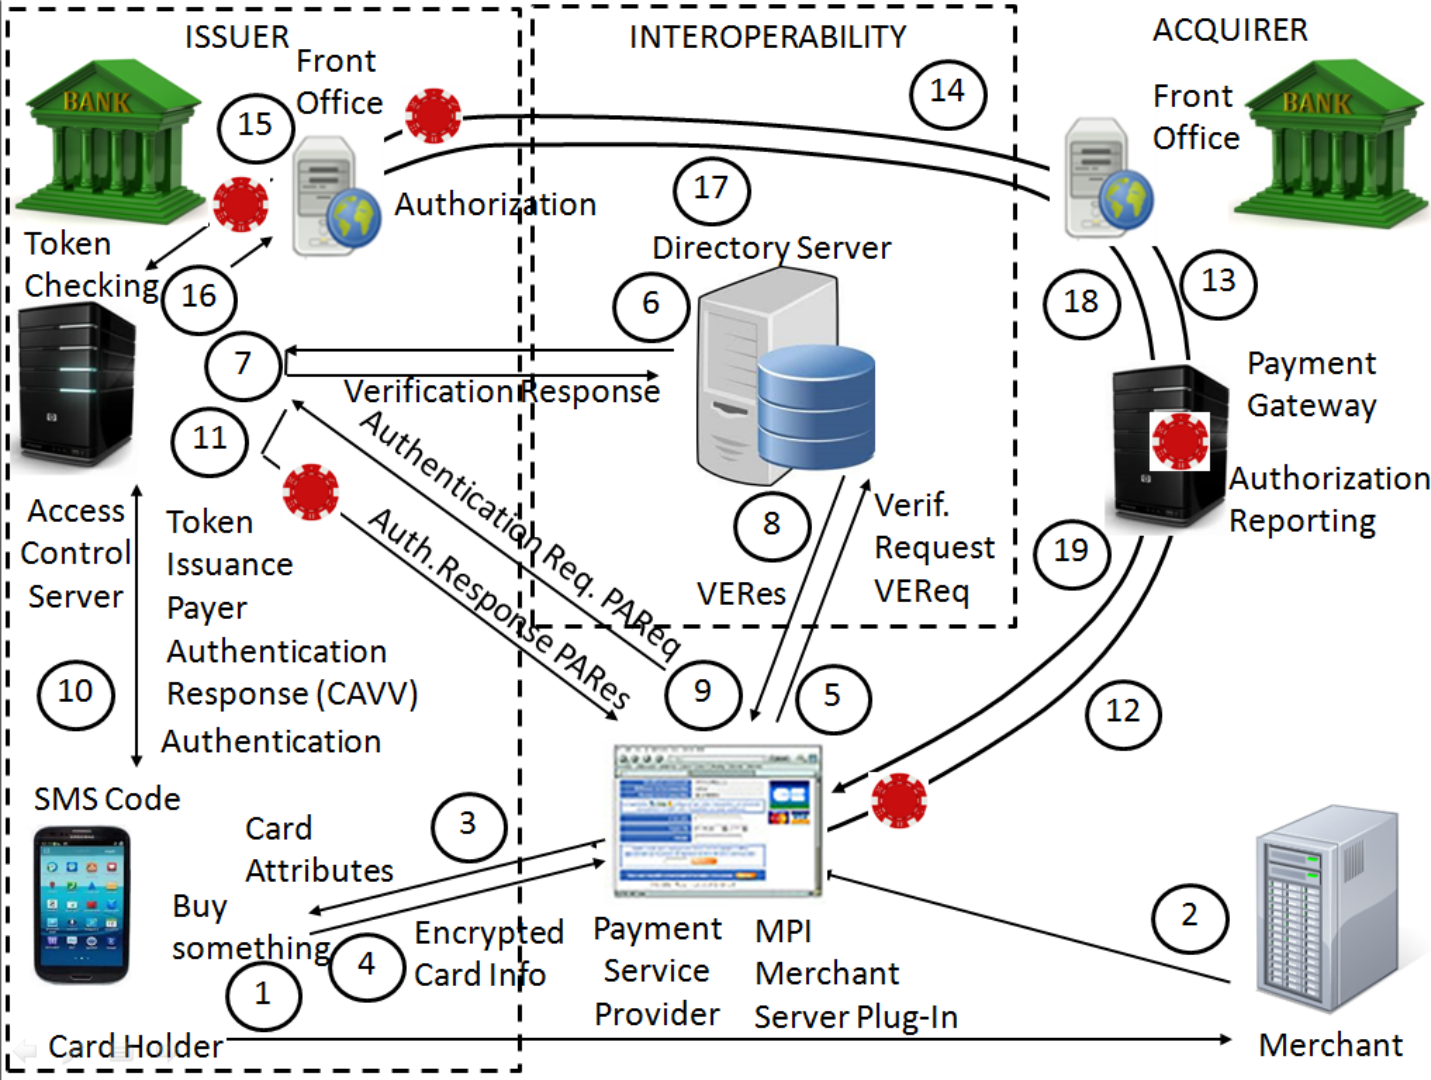 ISSUER
INTEROPERABILITY
ACQUIRER
Front
Office
BANK
15
14
Front
Office
BANK
17
Authorization
Token
Checking
16
Directory Server
6
18
13
7
Verification Response
11
Payment
Gateway
Authentication Req. PAReq
Auth.Response PARes
Access
Control
Server
Token
Issuance
Payer
Authentication
Response (CAVV)
Authentication
8
VERes
Verif.
Request
VEReq
Authorization
Reporting
19
10
9
5
12
SMS Code
Card
Attributes
3
Buy
something
4
Encrypted
Card Info
1
Payment
Service
Provider
MPI
Merchant
Server Plug-In
2
Card Holder
Merchant